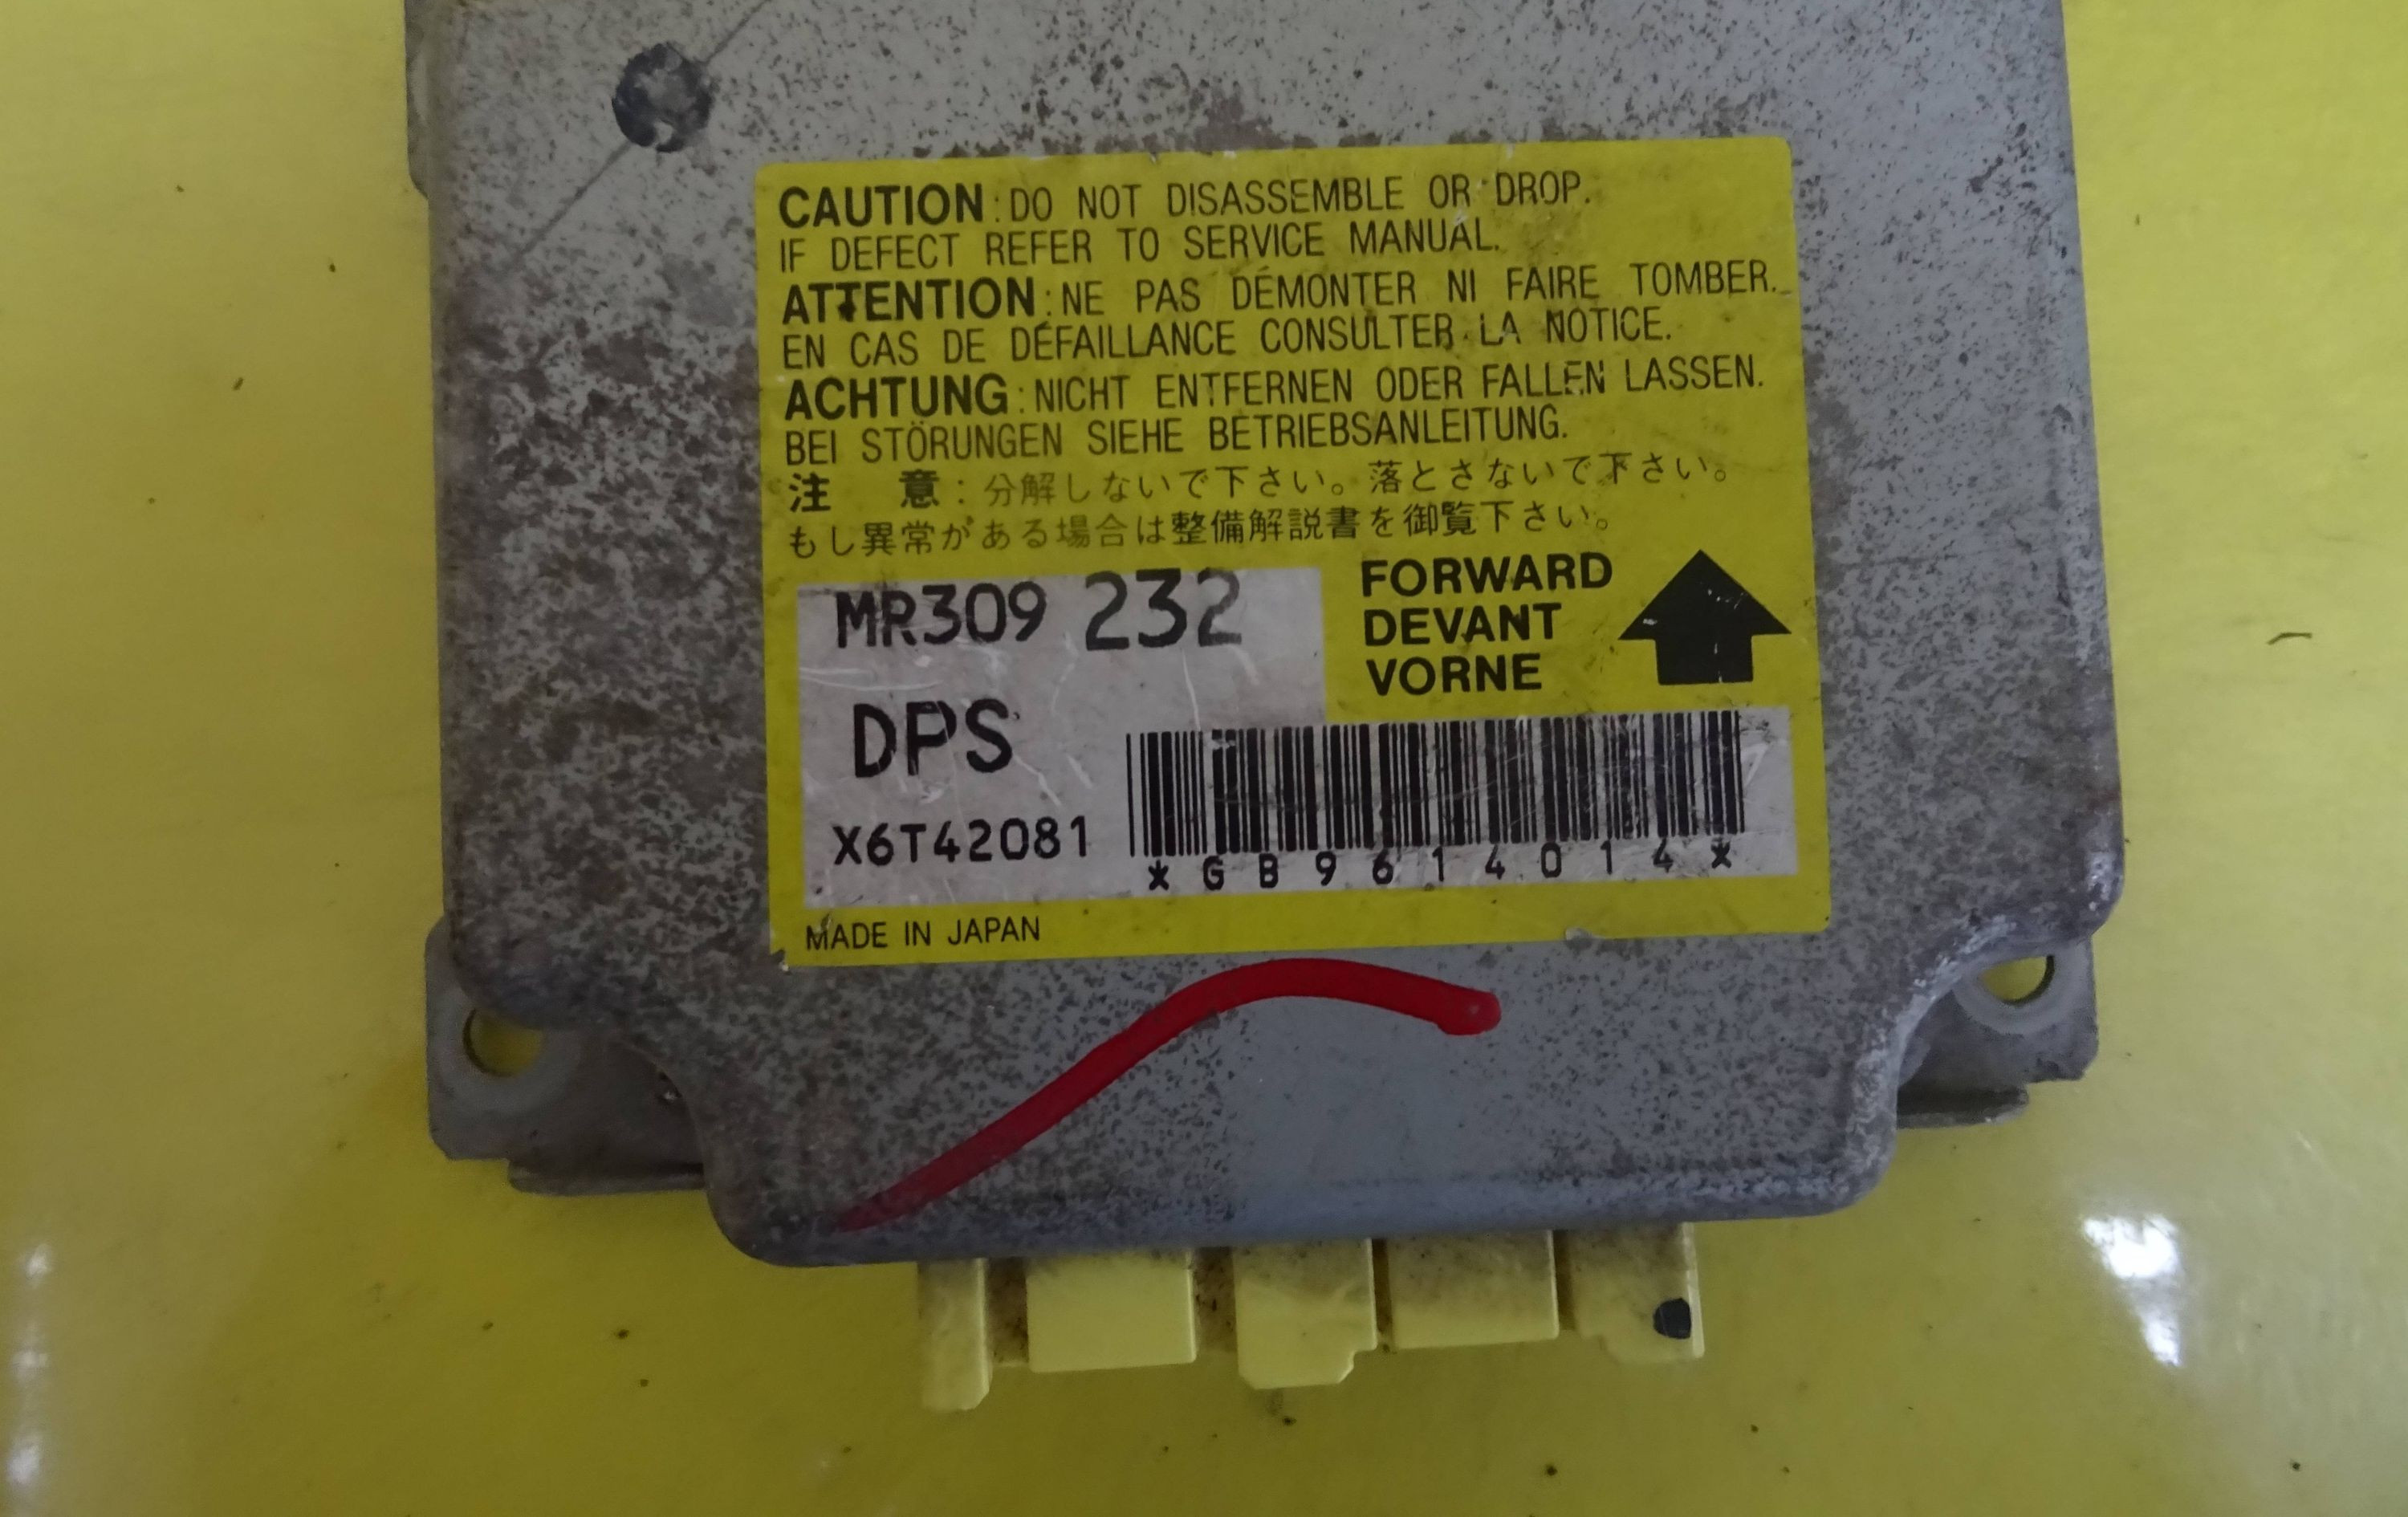 CAUTION:DO NOT DISASSEMBLE OR DROP.
IF DEFECT REFER TO SERVICE MANUAL.
ATTENTION:NE PAS DÉMONTER NI FAIRE TOMBER.
EN CAS DE DÉFAILLANCE CONSULTER LA NOTICE.
ACHTUNG:NICHT ENTFERNEN ODER FALLEN LASSEN.
BEI STÖRUNGEN SIEHE BETRIEBSANLEITUNG.
注 意:分解しないで下さい。落とさないで下さい。
もし異常がある場合は整備解説書を御覧下さい。
MR309 232
FORWARD
DEVANT
VORNE
DPS
X6T42081
*GB9614014*
MADE IN JAPAN